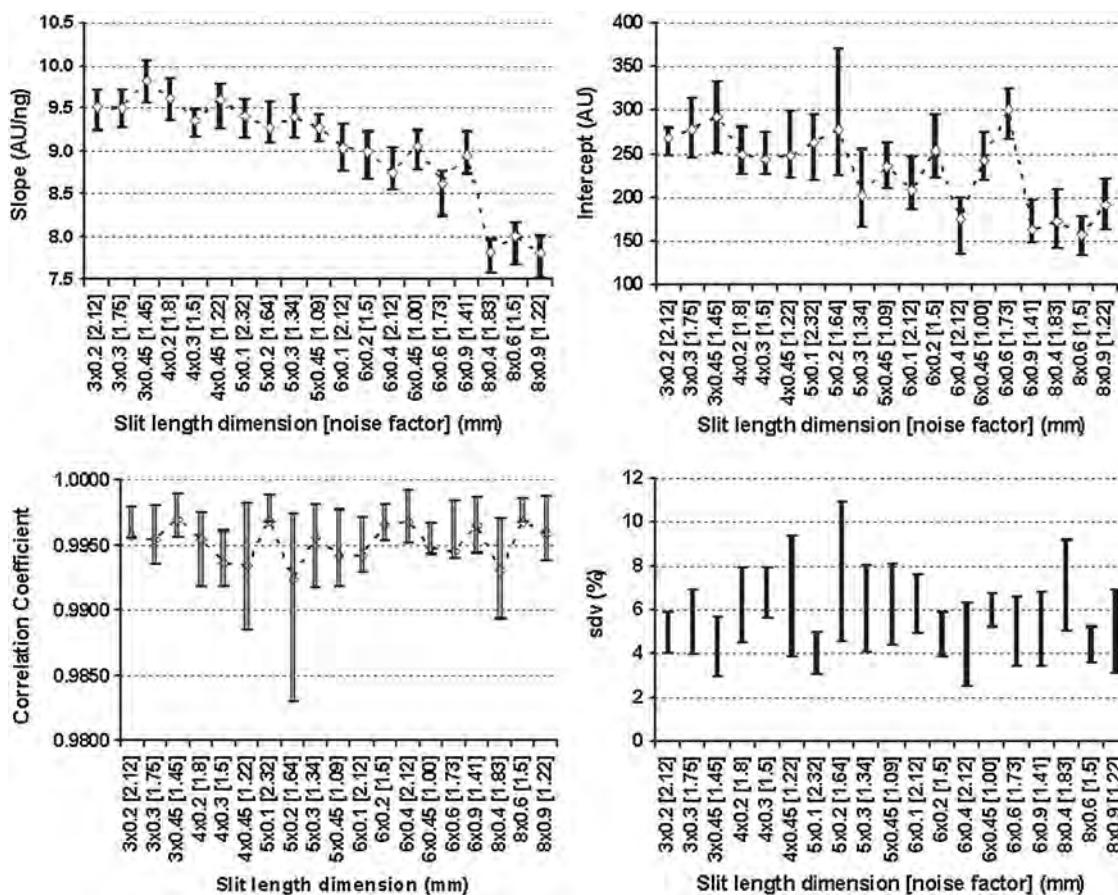 Slope (AU/ng)
10.5
10.0
9.5
9.0
8.5
8.0
7.5
3x0.2 [2.12]
3x0.3 [1.75]
3x0.45 [1.45]
4x0.2 [1.8]
4x0.3 [1.5]
4x0.45 [1.22]
5x0.1 [2.32]
5x0.2 [1.64]
5x0.3 [1.34]
5x0.45 [1.09]
6x0.1 [2.12]
6x0.2 [1.5]
6x0.4 [2.12]
6x0.45 [1.00]
6x0.6 [1.73]
6x0.9 [1.41]
8x0.4 [1.83]
8x0.6 [1.5]
8x0.9 [1.22]
Slit length dimension [noise factor] (mm)
Intercept (AU)
400
350
300
250
200
150
100
3x0.2 [2.12]
3x0.3 [1.75]
3x0.45 [1.45]
4x0.2 [1.8]
4x0.3 [1.5]
4x0.45 [1.22]
5x0.1 [2.32]
5x0.2 [1.64]
5x0.3 [1.34]
5x0.45 [1.09]
6x0.1 [2.12]
6x0.2 [1.5]
6x0.4 [2.12]
6x0.45 [1.00]
6x0.6 [1.73]
6x0.9 [1.41]
8x0.4 [1.83]
8x0.6 [1.5]
8x0.9 [1.22]
Slit length dimension [noise factor] (mm)
Correlation Coefficient
1.0000
0.9950
0.9900
0.9850
0.9800
3x0.2 [2.12]
3x0.3 [1.75]
3x0.45 [1.45]
4x0.2 [1.8]
4x0.3 [1.5]
4x0.45 [1.22]
5x0.1 [2.32]
5x0.2 [1.64]
5x0.3 [1.34]
5x0.45 [1.09]
6x0.1 [2.12]
6x0.2 [1.5]
6x0.4 [2.12]
6x0.45 [1.00]
6x0.6 [1.73]
6x0.9 [1.41]
8x0.4 [1.83]
8x0.6 [1.5]
8x0.9 [1.22]
Slit length dimension (mm)
sdv (%)
12
10
8
6
4
2
0
3x0.2 [2.12]
3x0.3 [1.75]
3x0.45 [1.45]
4x0.2 [1.8]
4x0.3 [1.5]
4x0.45 [1.22]
5x0.1 [2.32]
5x0.2 [1.64]
5x0.3 [1.34]
5x0.45 [1.09]
6x0.1 [2.12]
6x0.2 [1.5]
6x0.4 [2.12]
6x0.45 [1.00]
6x0.6 [1.73]
6x0.9 [1.41]
8x0.4 [1.83]
8x0.6 [1.5]
8x0.9 [1.22]
Slit length dimension [noise factor] (mm)